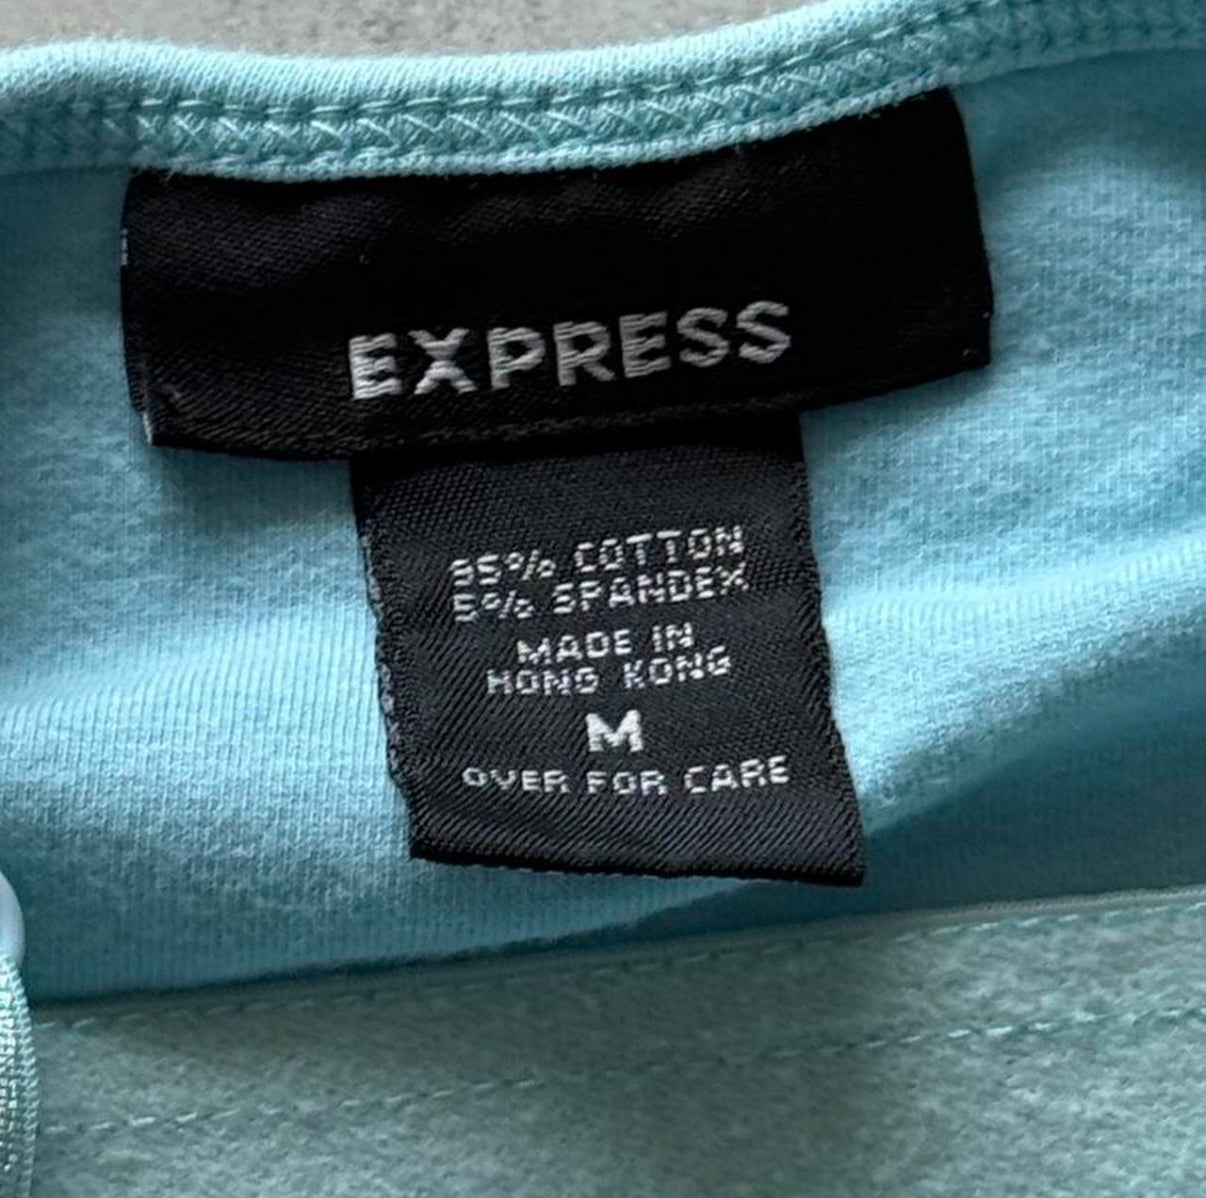 EXPRESS
95% COTTON
5% SPANDEX
MADE IN
HONG KONG
M
OVER FOR CARE